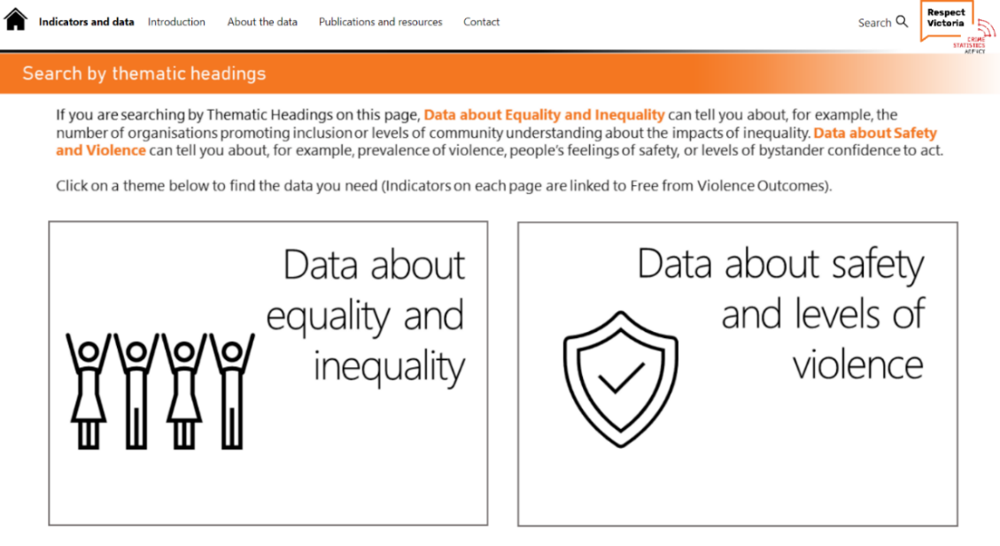 Indicators and data Introduction About the data Publications and resources Contact Search
Respect
Victoria
CRIME
STATISTICS
AGENCY
Search by thematic headings
If you are searching by Thematic Headings on this page, Data about Equality and Inequality can tell you about, for example, the
number of organisations promoting inclusion or levels of community understanding about the impacts of inequality. Data about Safety
and Violence can tell you about, for example, prevalence of violence, people's feelings of safety, or levels of bystander confidence to act.
Click on a theme below to find the data you need (Indicators on each page are linked to Free from Violence Outcomes).
Data about
equality and
inequality
Data about safety
and levels of
violence